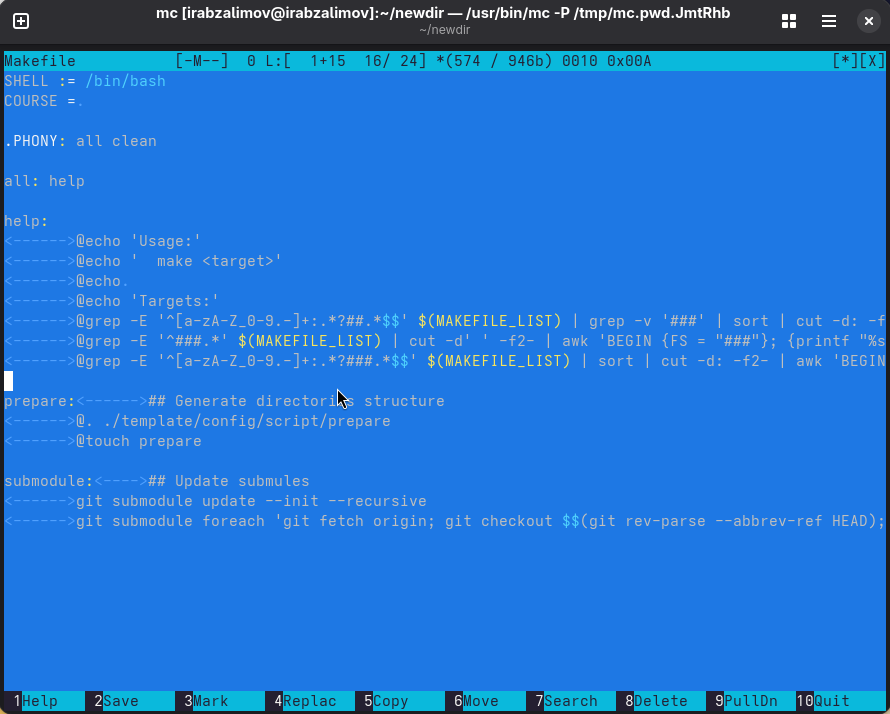 mc [irabzalimov@irabzalimov]:~/newdir — /usr/bin/mc -P /tmp/mc.pwd.JmtRhb
~/newdir
Makefile [-M--] 0 L:[ 1+15 16/ 24] *(574 / 946b) 0010 0x00A [*][X]
SHELL := /bin/bash
COURSE =.
.PHONY: all clean
all: help
help:
<------>@echo 'Usage:'
<------>@echo '  make <target>'
<------>@echo.
<------>@echo 'Targets:'
<------>@grep -E '^[a-zA-Z_0-9.-]+:.*?##.*$$' $(MAKEFILE_LIST) | grep -v '###' | sort | cut -d: -f
<------>@grep -E '^###.*' $(MAKEFILE_LIST) | cut -d' ' -f2- | awk 'BEGIN {FS = "###"}; {printf "%s
<------>@grep -E '^[a-zA-Z_0-9.-]+:.*?###.*$$' $(MAKEFILE_LIST) | sort | cut -d: -f2- | awk 'BEGIN
prepare:<------>## Generate directories structure
<------>@. ./template/config/script/prepare
<------>@touch prepare
submodule:<---->## Update submules
<------>git submodule update --init --recursive
<------>git submodule foreach 'git fetch origin; git checkout $$(git rev-parse --abbrev-ref HEAD);
1Help 2Save 3Mark 4Replac 5Copy 6Move 7Search 8Delete 9PullDn 10Quit